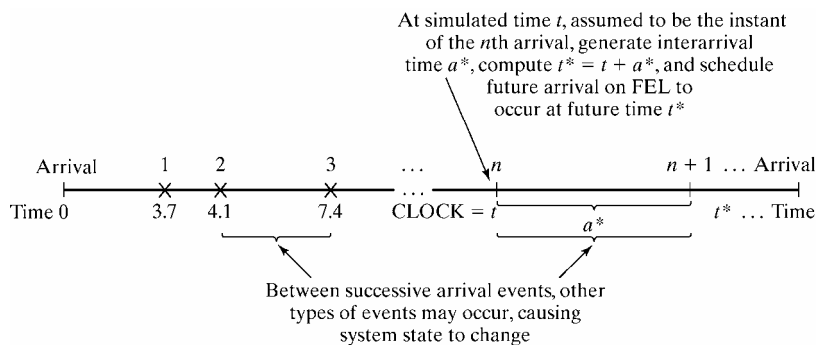 At simulated time t, assumed to be the instant
of the nth arrival, generate interarrival
time a*, compute t* = t + a*, and schedule
future arrival on FEL to
occur at future time t*
Arrival 1 2 3 ... n n + 1 ... Arrival
...
Time 0 3.7 4.1 7.4 CLOCK = t t* ... Time
a*
Between successive arrival events, other
types of events may occur, causing
system state to change